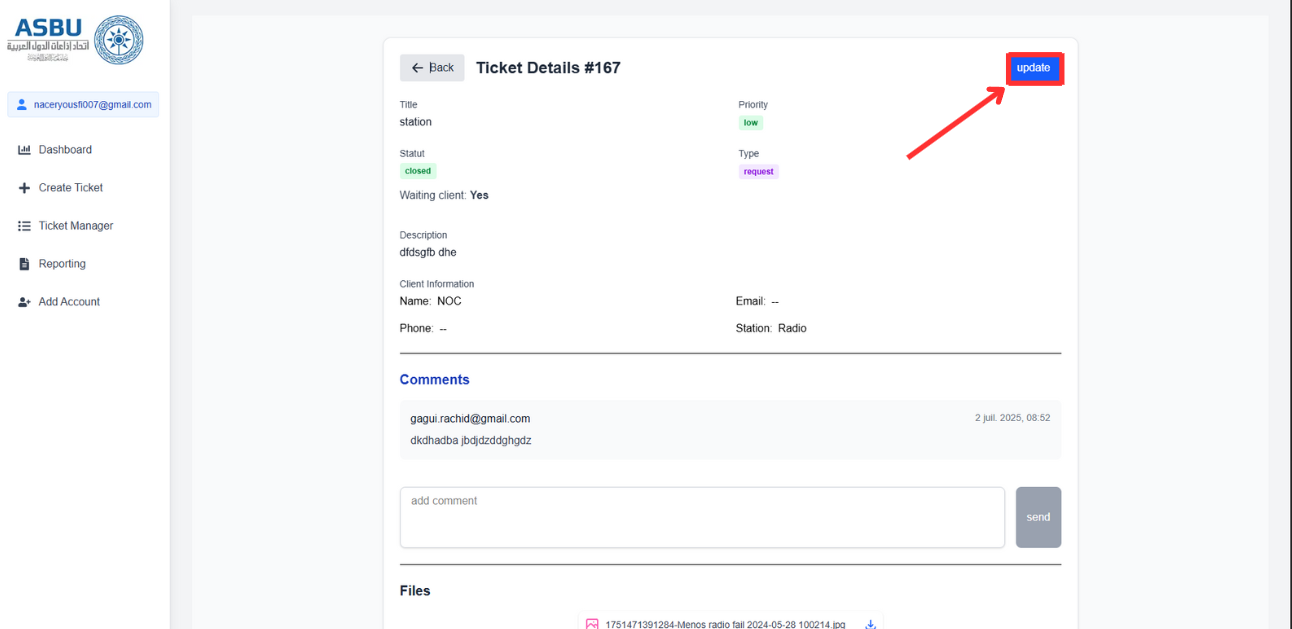 ASBU
اتحاد إذاعات الدول العربية
naceryousfi007@gmail.com
Dashboard
Create Ticket
Ticket Manager
Reporting
Add Account
Back
Ticket Details #167
update
Title
station
Priority
low
Statut
closed
Type
request
Waiting client: Yes
Description
dfdsgfb dhe
Client Information
Name: NOC
Email: --
Phone: --
Station: Radio
Comments
gagui.rachid@gmail.com
2 juil. 2025, 08:52
dkdhadba jbdjdzddghgdz
add comment
send
Files
1751471391284-Menos radio fail 2024-05-28 100214.jpg